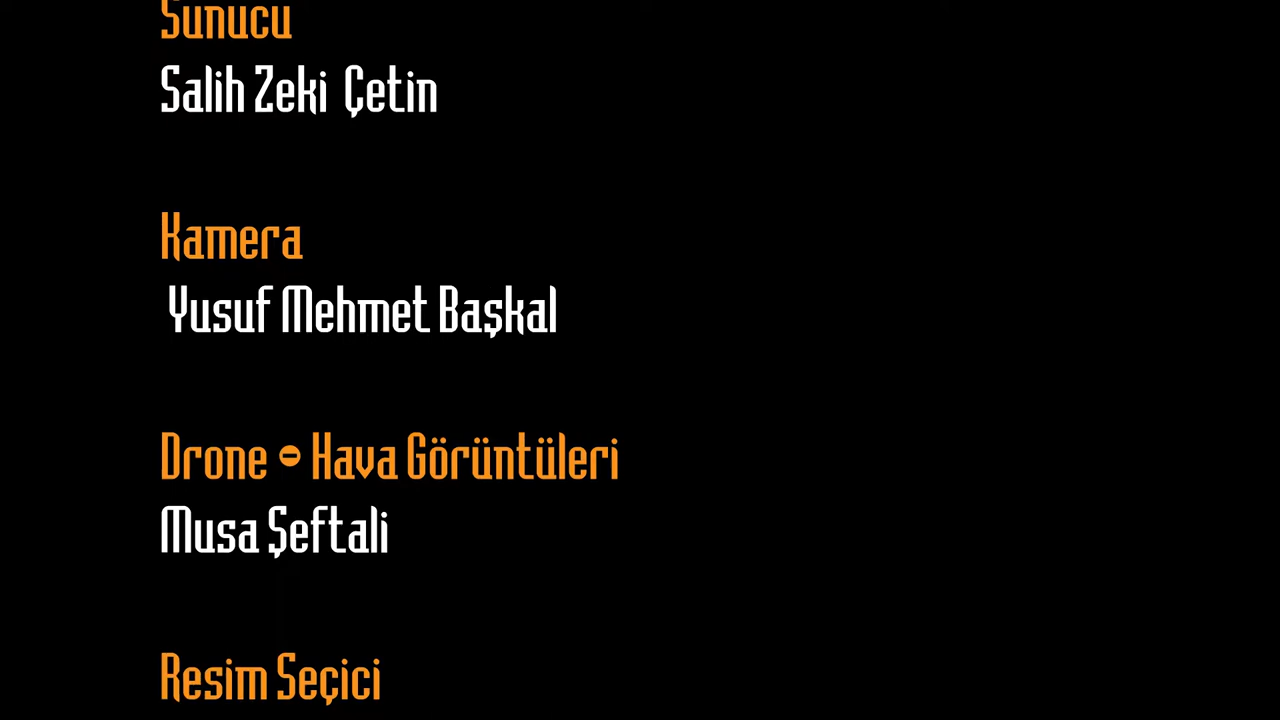 Sunucu
Salih Zeki Çetin
Kamera
Yusuf Mehmet Başkal
Drone • Hava Görüntüleri
Musa Şeftali
Resim Seçici